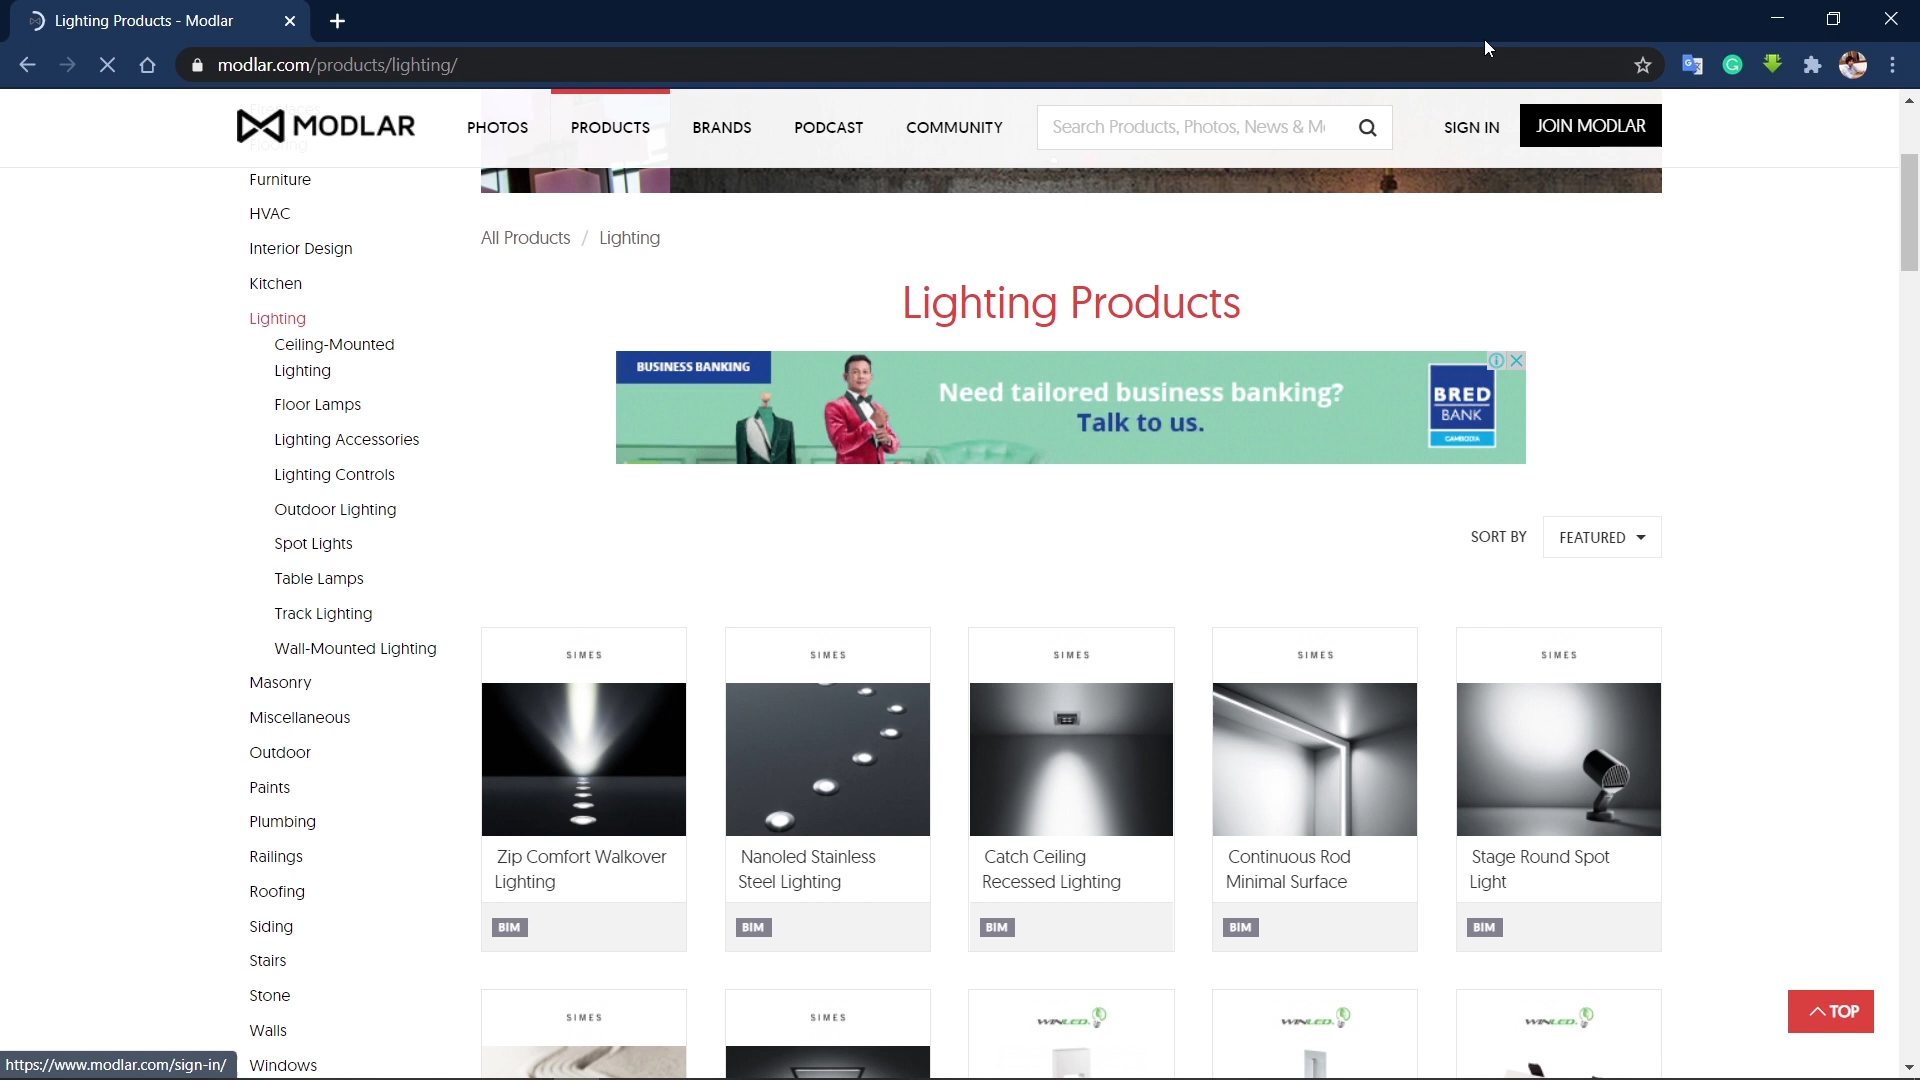 Lighting Products - Modlar
modlar.com/products/lighting/
MODLAR
PHOTOS
PRODUCTS
BRANDS
PODCAST
COMMUNITY
Search Products, Photos, News & M
SIGN IN
JOIN MODLAR
Fireplaces
Flooring
Furniture
HVAC
Interior Design
Kitchen
Lighting
Ceiling-Mounted
Lighting
Floor Lamps
Lighting Accessories
Lighting Controls
Outdoor Lighting
Spot Lights
Table Lamps
Track Lighting
Wall-Mounted Lighting
Masonry
Miscellaneous
Outdoor
Paints
Plumbing
Railings
Roofing
Siding
Stairs
Stone
Walls
Windows
All Products / Lighting
Lighting Products
BUSINESS BANKING
Need tailored business banking?
Talk to us.
BRED
BANK
CAMBODIA
SORT BY
FEATURED
SIMES
Zip Comfort Walkover
Lighting
BIM
SIMES
Nanoled Stainless
Steel Lighting
BIM
SIMES
Catch Ceiling
Recessed Lighting
BIM
SIMES
Continuous Rod
Minimal Surface
BIM
SIMES
Stage Round Spot
Light
BIM
SIMES
SIMES
WINLED.
WINLED.
WINLED.
TOP
https://www.modlar.com/sign-in/